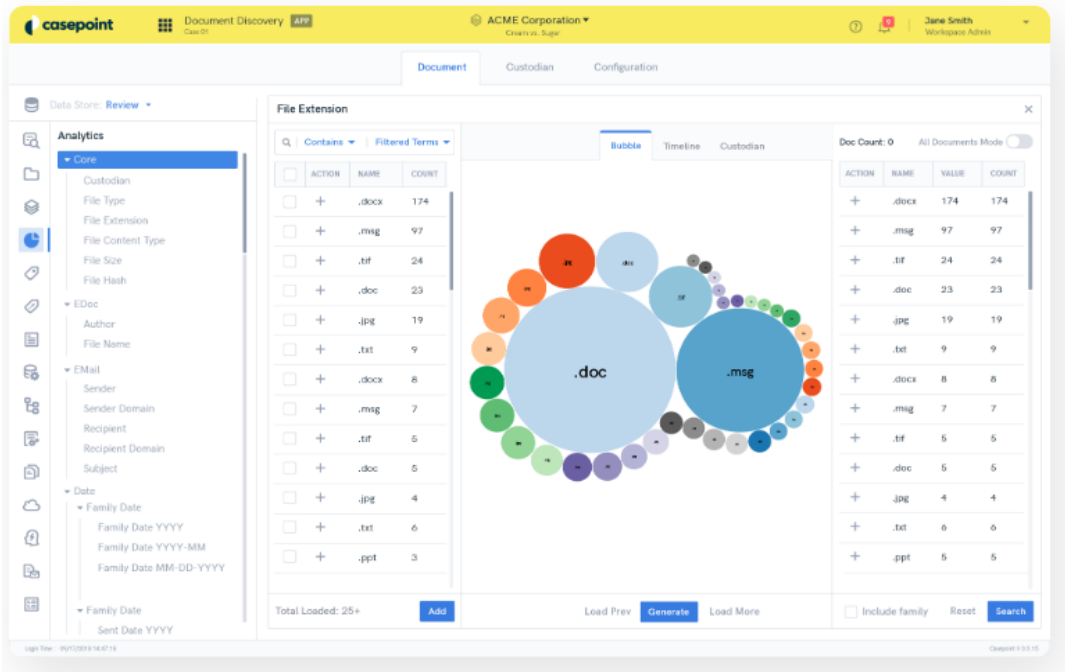 casepoint
Document Discovery APP
Case 01
ACME Corporation
Cream vs. Sugar
Jane Smith
Workspace Admin
Document Custodian Configuration
Data Store: Review
Analytics
Core
Custodian
File Type
File Extension
File Content Type
File Size
File Hash
EDoc
Author
File Name
EMail
Sender
Sender Domain
Recipient
Recipient Domain
Subject
Date
Family Date
Family Date YYYY
Family Date YYYY-MM
Family Date MM-DD-YYYY
Family Date
Sent Date YYYY
File Extension
Contains Filtered Terms
ACTION NAME COUNT
+ .docx 174
+ .msg 97
+ .tif 24
+ .doc 23
+ .jpg 19
+ .txt 9
+ .docx 8
+ .msg 7
+ .tif 5
+ .doc 5
+ .jpg 4
+ .txt 6
+ .ppt 3
Total Loaded: 25+ Add
Bubble Timeline Custodian
.doc
.msg
Load Prev Generate Load More
Doc Count: 0 All Documents Mode
ACTION NAME VALUE COUNT
+ .docx 174 174
+ .msg 97 97
+ .tif 24 24
+ .doc 23 23
+ .jpg 19 19
+ .txt 9 9
+ .docx 8 8
+ .msg 7 7
+ .tif 5 5
+ .doc 5 5
+ .jpg 4 4
+ .txt 6 6
+ .ppt 5 5
Include family Reset Search
Login Time: